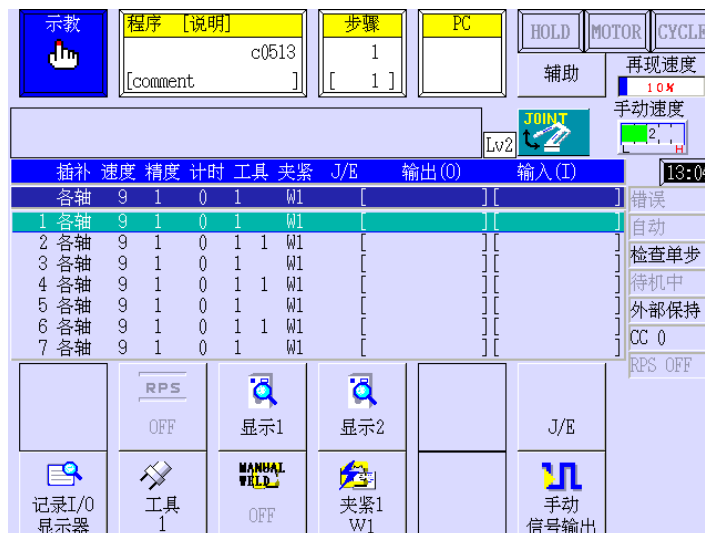 示教
程序 [说明]
c0513
[comment ]
步骤
1
[ 1 ]
PC
HOLD MOTOR CYCLE
辅助
再现速度
10%
手动速度
2
L H
Lv2
JOINT
插补 速度 精度 计时 工具 夹紧 J/E 输出(O) 输入(I)
13:04
各轴 9 1 0 1 W1 [ ][ ]
1 各轴 9 1 0 1 W1 [ ][ ]
2 各轴 9 1 0 1 1 W1 [ ][ ]
3 各轴 9 1 0 1 W1 [ ][ ]
4 各轴 9 1 0 1 1 W1 [ ][ ]
5 各轴 9 1 0 1 W1 [ ][ ]
6 各轴 9 1 0 1 1 W1 [ ][ ]
7 各轴 9 1 0 1 W1 [ ][ ]
错误
自动
检查单步
待机中
外部保持
CC 0
RPS OFF
RPS
OFF
显示1
显示2
J/E
记录I/O
显示器
工具
1
MANUAL
WELD
OFF
夹紧1
W1
手动
信号输出